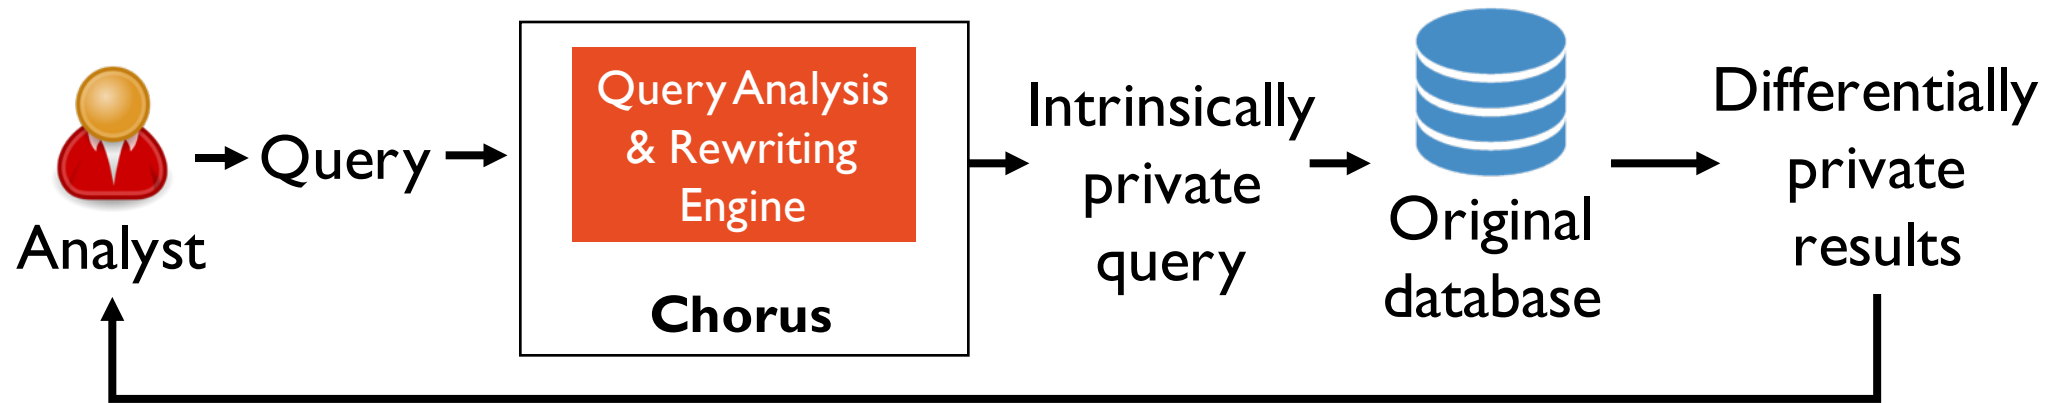 Analyst
Query
Query Analysis
& Rewriting
Engine
Chorus
Intrinsically
private
query
Original
database
Differentially
private
results